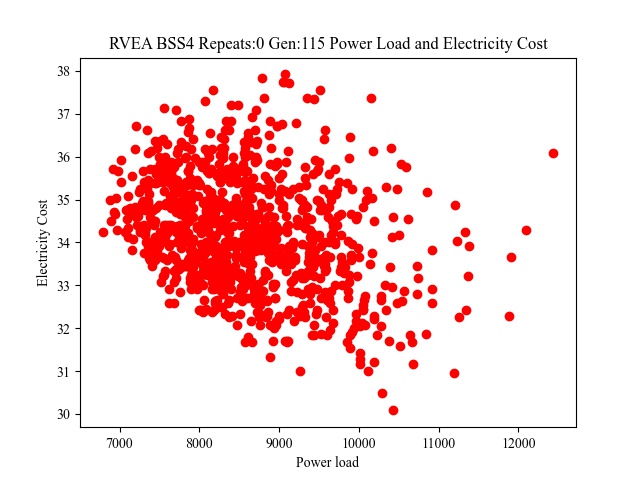 RVEA BSS4 Repeats:0 Gen:115 Power Load and Electricity Cost
38
37
36
35
34
33
32
31
30
Electricity Cost
7000 8000 9000 10000 11000 12000
Power load